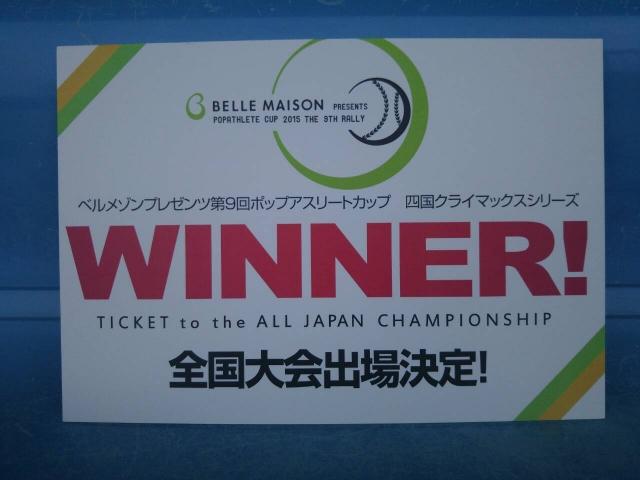 BELLE MAISON PRESENTS
POPATHLETE CUP 2015 THE 9TH RALLY
ベルメゾンプレゼンツ第9回ポップアスリートカップ 四国クライマックスシリーズ
WINNER!
TICKET to the ALL JAPAN CHAMPIONSHIP
全国大会出場決定!